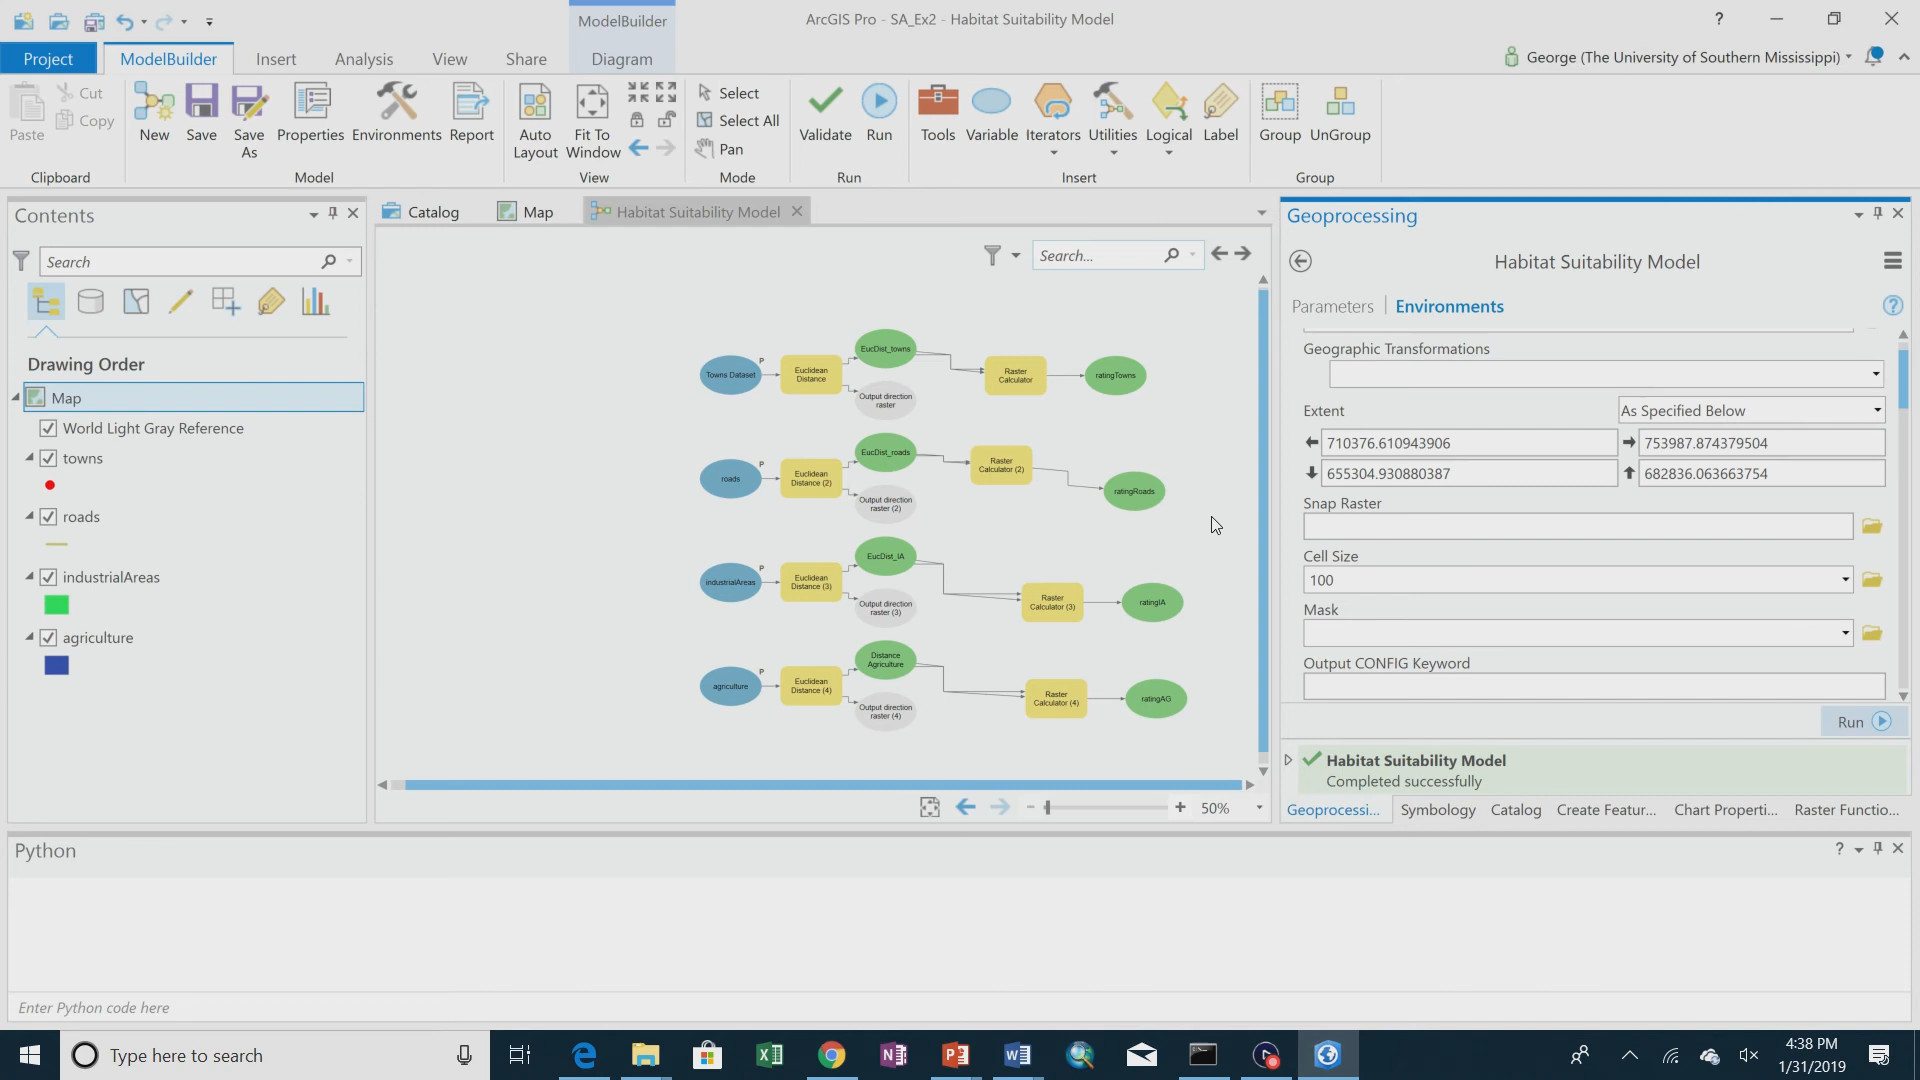 ModelBuilder
ArcGIS Pro - SA_Ex2 - Habitat Suitability Model
?
Project
ModelBuilder
Insert
Analysis
View
Share
Diagram
George (The University of Southern Mississippi)
Paste
Cut
Copy
Clipboard
New
Save
Save As
Properties
Environments
Report
Model
Auto Layout
Fit To Window
View
Select
Select All
Pan
Mode
Validate
Run
Run
Tools
Variable
Iterators
Utilities
Logical
Label
Insert
Group
UnGroup
Group
Contents
Search
Drawing Order
Map
World Light Gray Reference
towns
roads
industrialAreas
agriculture
Catalog
Map
Habitat Suitability Model
Search...
Towns Dataset
P
Euclidean Distance
EucDist_towns
Output direction raster
Raster Calculator
ratingTowns
roads
P
Euclidean Distance (2)
EucDist_roads
Output direction raster (2)
Raster Calculator (2)
ratingRoads
industrialAreas
P
Euclidean Distance (3)
EucDist_IA
Output direction raster (3)
Raster Calculator (3)
ratingIA
agriculture
P
Euclidean Distance (4)
Distance Agriculture
Output direction raster (4)
Raster Calculator (4)
ratingAG
50%
Geoprocessing
Habitat Suitability Model
Parameters
Environments
?
Geographic Transformations
Extent
As Specified Below
710376.610943906
753987.874379504
655304.930880387
682836.063663754
Snap Raster
Cell Size
100
Mask
Output CONFIG Keyword
Run
Habitat Suitability Model
Completed successfully
Geoprocessi...
Symbology
Catalog
Create Featur...
Chart Properti...
Raster Functio...
Python
?
Enter Python code here
Type here to search
4:38 PM
1/31/2019